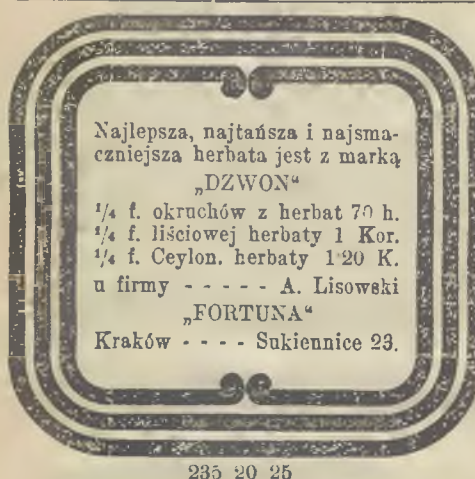 Najlepsza, najtańsza i najsma-
czniejsza herbata jest z marką
„DZWON“
¼ f. okruchów z herbat 70 h.
¼ f. liściowej herbaty 1 Kor.
¼ f. Ceylon. herbaty 1·20 K.
u firmy - - - - - A. Lisowski
„FORTUNA“
Kraków - - - - Sukiennice 23.
235 20 25